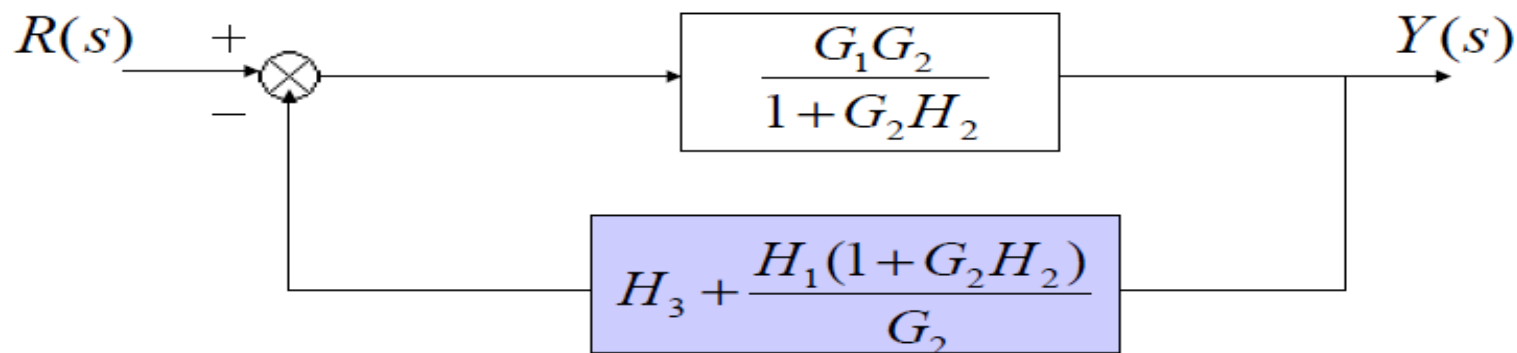 R(s) + Y(s)
−
G₁G₂
1 + G₂H₂
H₃ + H₁(1 + G₂H₂)
G₂